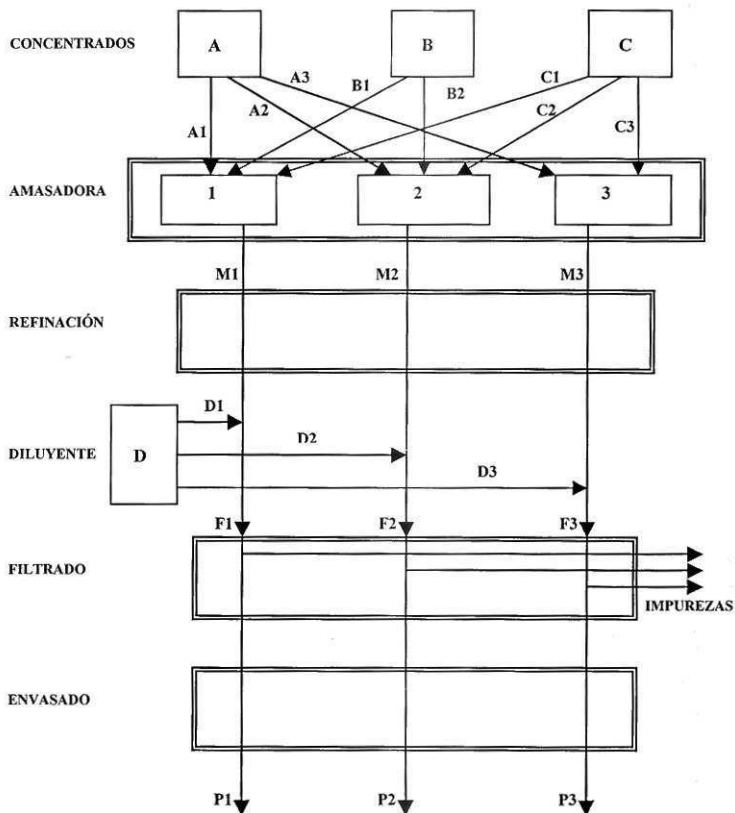 CONCENTRADOS
A
B
C
A1
A2
A3
B1
B2
C1
C2
C3
AMASADORA
1
2
3
M1
M2
M3
REFINACIÓN
D1
DILUYENTE
D
D2
D3
F1
F2
F3
FILTRADO
IMPUREZAS
ENVASADO
P1
P2
P3